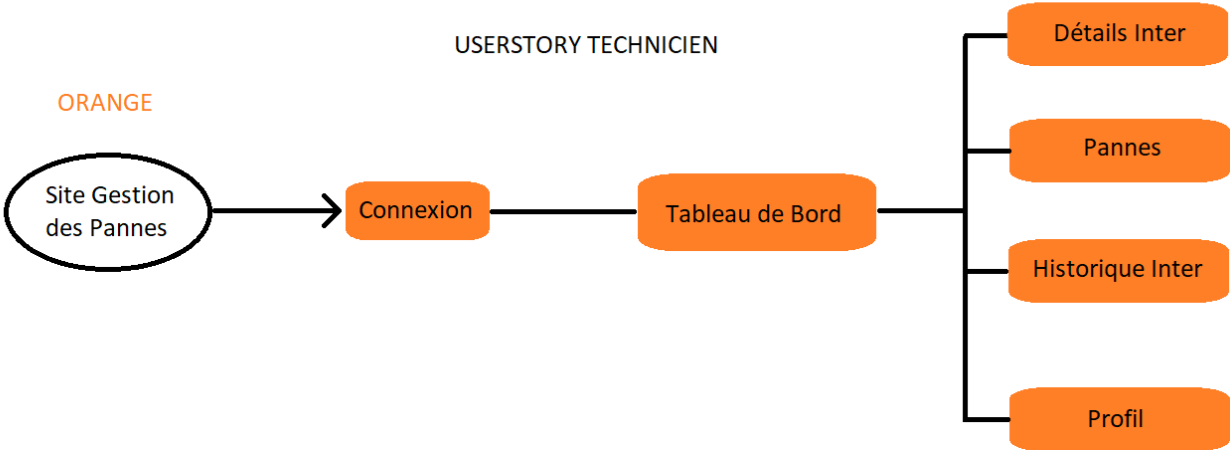 USERSTORY TECHNICIEN
ORANGE
Site Gestion
des Pannes
Connexion
Tableau de Bord
Détails Inter
Pannes
Historique Inter
Profil